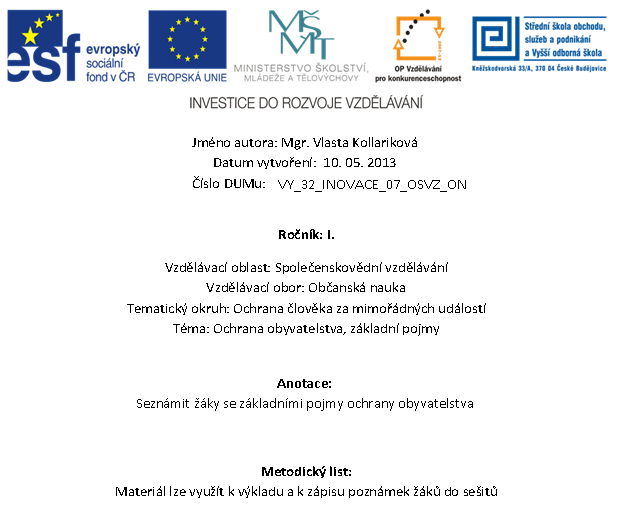 esf evropský
sociální
fond v ČR
EVROPSKÁ UNIE
MŠMT
MINISTERSTVO ŠKOLSTVÍ,
MLÁDEŽE A TĚLOVÝCHOVY
OP Vzdělávání
pro konkurenceschopnost
Střední škola obchodu,
služeb a podnikání
a Vyšší odborná škola
Kněžskodvorská 33/A, 370 04 České Budějovice
INVESTICE DO ROZVOJE VZDĚLÁVÁNÍ
Jméno autora: Mgr. Vlasta Kollariková
Datum vytvoření: 10. 05. 2013
Číslo DUMu: VY_32_INOVACE_07_OSVZ_ON
Ročník: I.
Vzdělávací oblast: Společenskovědní vzdělávání
Vzdělávací obor: Občanská nauka
Tematický okruh: Ochrana člověka za mimořádných událostí
Téma: Ochrana obyvatelstva, základní pojmy
Anotace:
Seznámit žáky se základními pojmy ochrany obyvatelstva
Metodický list:
Materiál lze využít k výkladu a k zápisu poznámek žáků do sešitů